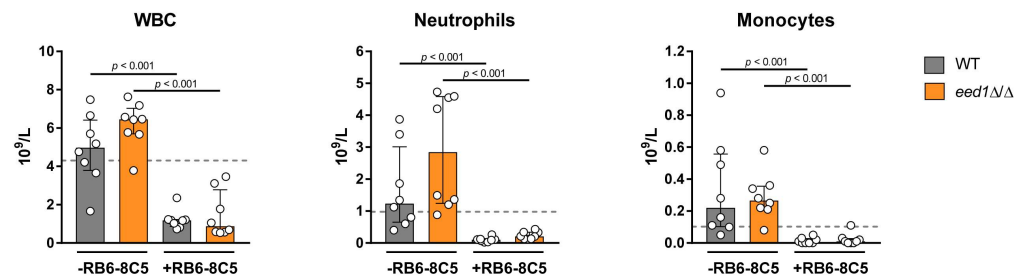 WBC
10
8
6
4
2
0
10⁹/L
p < 0.001
p < 0.001
-RB6-8C5
+RB6-8C5
Neutrophils
6
5
4
3
2
1
0
10⁹/L
p < 0.001
p < 0.001
-RB6-8C5
+RB6-8C5
Monocytes
1.2
1.0
0.8
0.6
0.4
0.2
0.0
10⁹/L
p < 0.001
p < 0.001
-RB6-8C5
+RB6-8C5
WT
eed1Δ/Δ